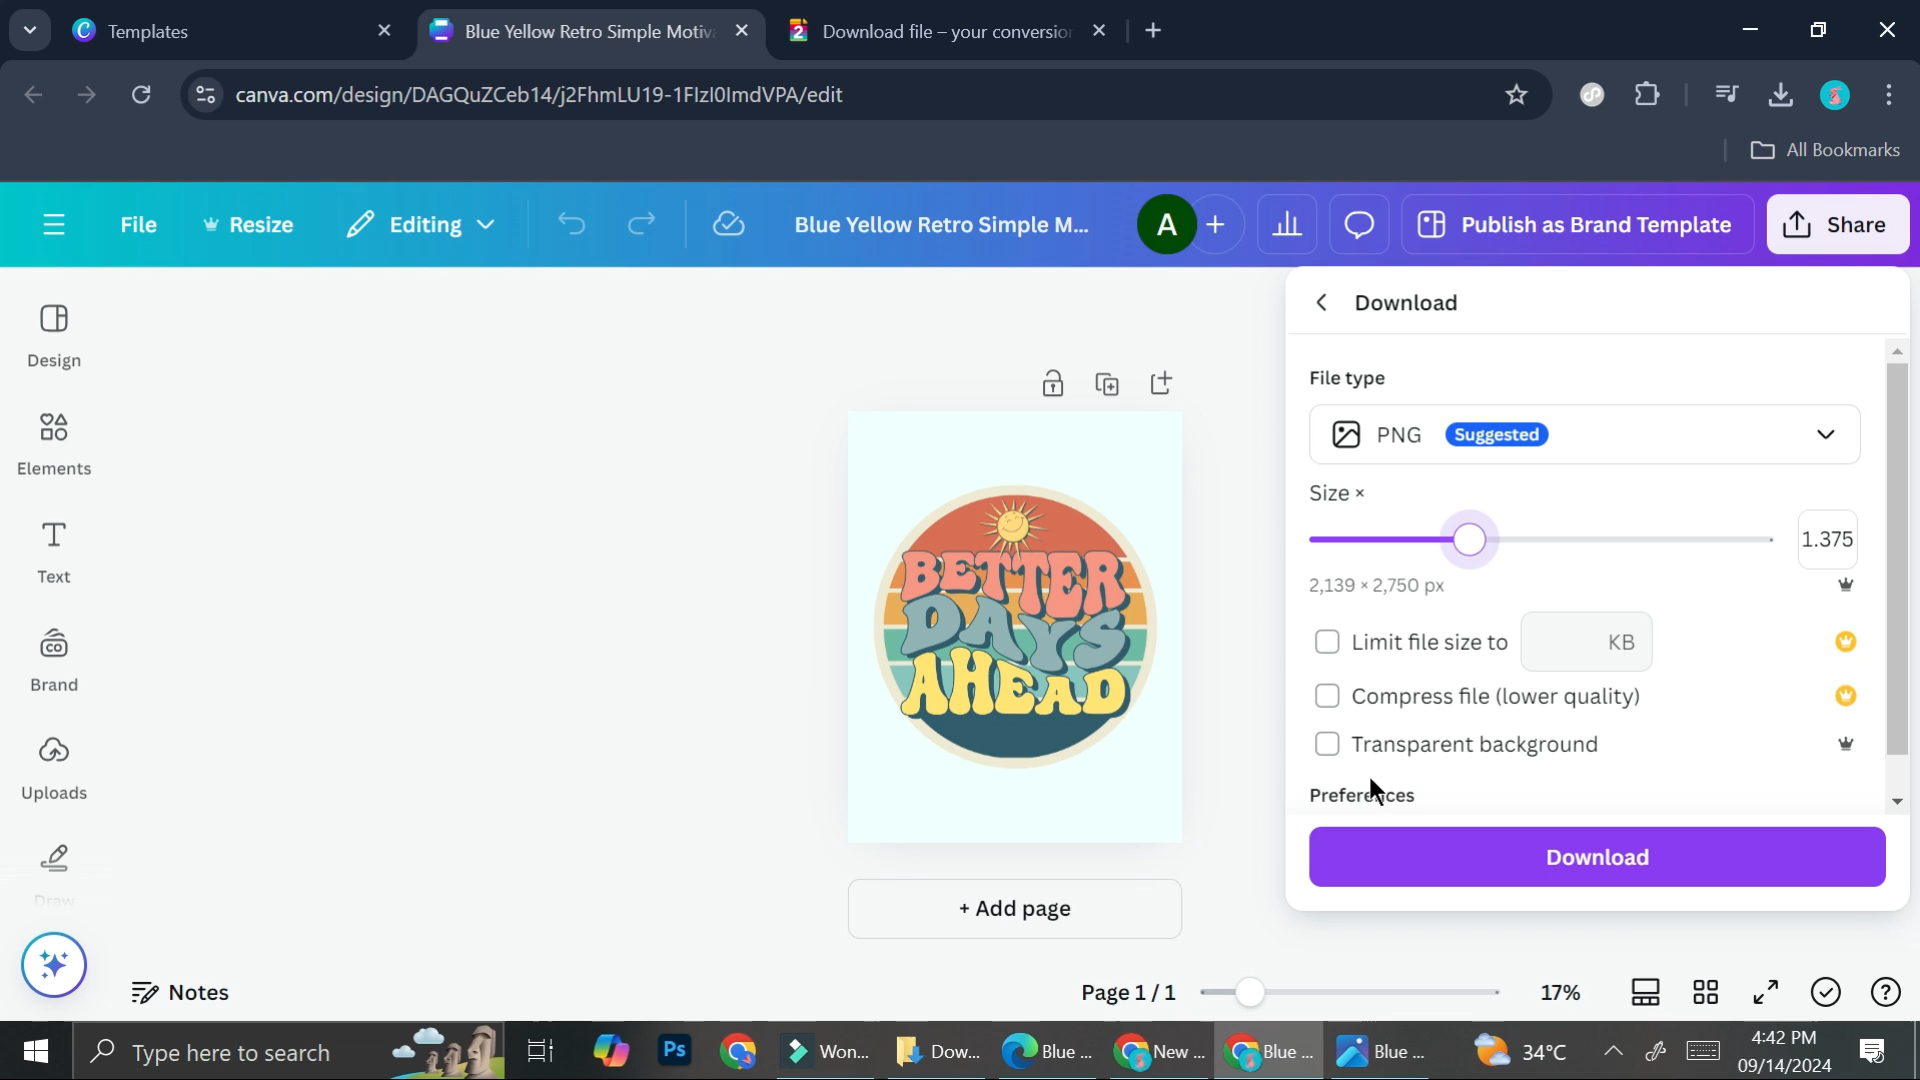 Templates
Blue Yellow Retro Simple Motiv
Download file – your conversion
canva.com/design/DAGQuZCeb14/j2FhmLU19-1FlzI0ImdVPA/edit
All Bookmarks
File
Resize
Editing
Blue Yellow Retro Simple M...
A
Publish as Brand Template
Share
Design
Elements
Text
Brand
Uploads
Draw
BETTER
DAYS
AHEAD
+ Add page
Download
File type
PNG Suggested
Size ×
1.375
2,139 × 2,750 px
Limit file size to KB
Compress file (lower quality)
Transparent background
Preferences
Download
Notes
Page 1 / 1
17%
Type here to search
Ps
Won...
Dow...
Blue ...
New ...
Blue ...
Blue ...
34°C
4:42 PM
09/14/2024